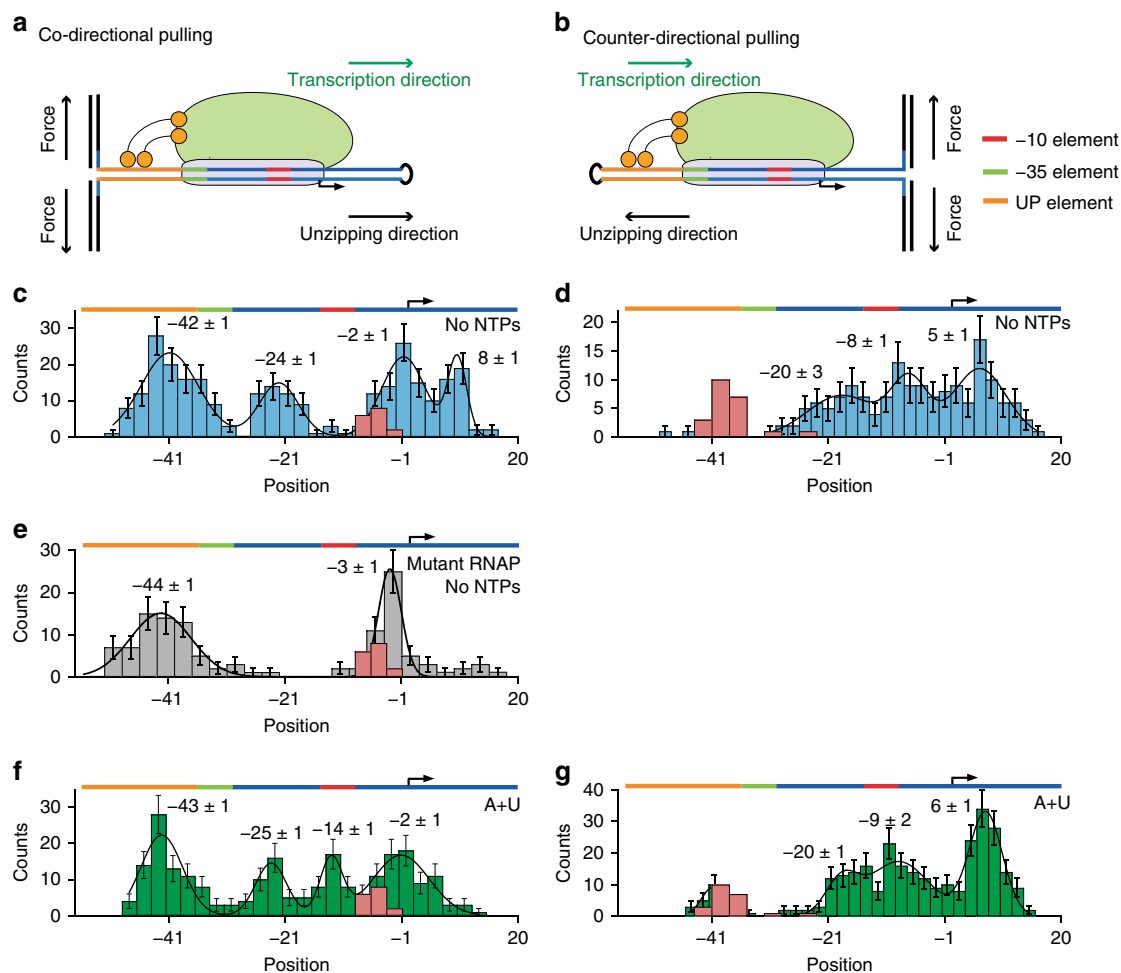 a
Co-directional pulling
Transcription direction
Force
Force
Unzipping direction
b
Counter-directional pulling
Transcription direction
Unzipping direction
Force
Force
−10 element
−35 element
UP element
c
−42 ± 1
−24 ± 1
−2 ± 1
8 ± 1
No NTPs
Counts
30
20
10
0
−41
−21
−1
20
Position
d
−20 ± 3
−8 ± 1
5 ± 1
No NTPs
Counts
20
15
10
5
0
−41
−21
−1
20
Position
e
−44 ± 1
−3 ± 1
Mutant RNAP
No NTPs
Counts
30
20
10
0
−41
−21
−1
20
Position
f
−43 ± 1
−25 ± 1
−14 ± 1
−2 ± 1
A+U
Counts
30
20
10
0
−41
−21
−1
20
Position
g
−20 ± 1
−9 ± 2
6 ± 1
A+U
Counts
40
30
20
10
0
−41
−21
−1
20
Position